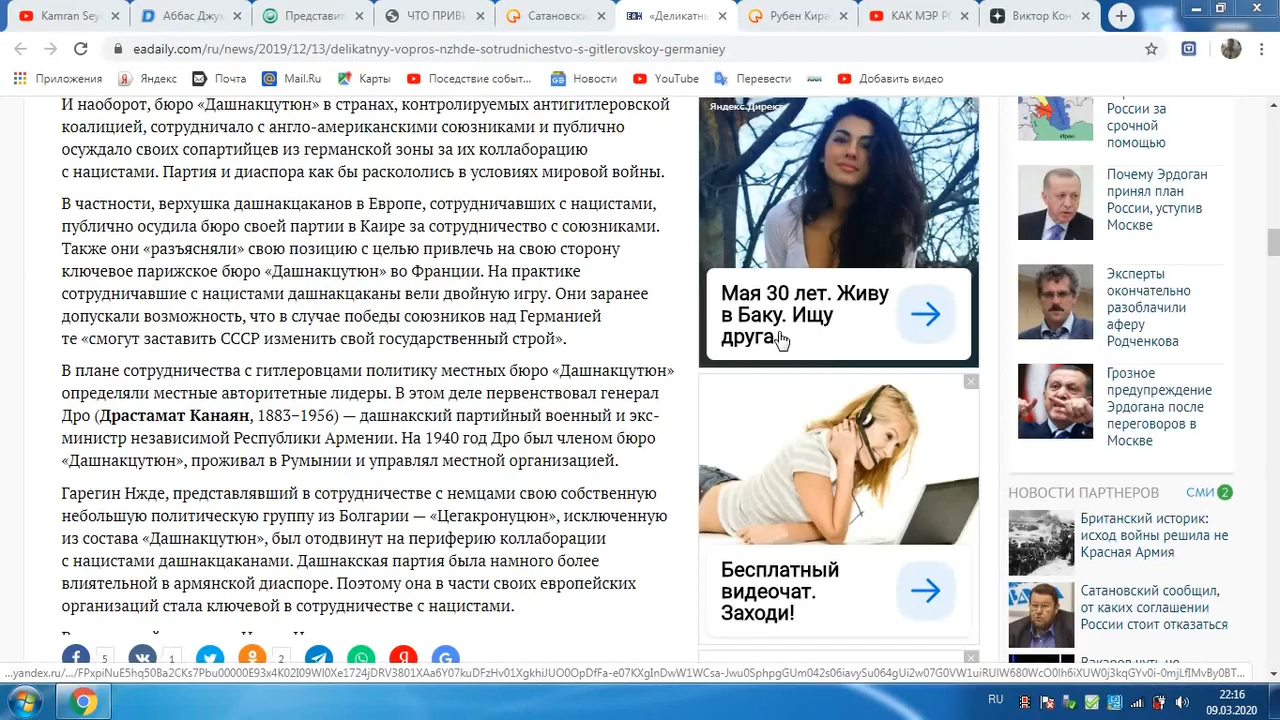 Kamran Sey
Аббас Джу
Представит
ЧТО ПРИВ
Сатановск
«Деликатн
Рубен Кира
КАК МЭР Р
Виктор Кон
eadaily.com/ru/news/2019/12/13/delikatnyy-vopros-nzhde-sotrudnichestvo-s-gitlerovskoy-germaniey
Приложения
Яндекс
Почта
Mail.Ru
Карты
Последствие событ...
Новости
YouTube
Перевести
Добавить видео
И наоборот, бюро «Дашнакцутюн» в странах, контролируемых антигитлеровской
коалицией, сотрудничало с англо-американскими союзниками и публично
осуждало своих сопартийцев из германской зоны за их коллаборацию
с нацистами. Партия и диаспора как бы раскололись в условиях мировой войны.
В частности, верхушка дашнакцаканов в Европе, сотрудничавших с нацистами,
публично осудила бюро своей партии в Каире за сотрудничество с союзниками.
Также они «разъясняли» свою позицию с целью привлечь на свою сторону
ключевое парижское бюро «Дашнакцутюн» во Франции. На практике
сотрудничавшие с нацистами дашнакцаканы вели двойную игру. Они заранее
допускали возможность, что в случае победы союзников над Германией
те «смогут заставить СССР изменить свой государственный строй».
В плане сотрудничества с гитлеровцами политику местных бюро «Дашнакцутюн»
определяли местные авторитетные лидеры. В этом деле первенствовал генерал
Дро (Драстамат Канаян, 1883–1956) — дашнакский партийный военный и экс-
министр независимой Республики Армении. На 1940 год Дро был членом бюро
«Дашнакцутюн», проживал в Румынии и управлял местной организацией.
Гарегин Нжде, представлявший в сотрудничестве с немцами свою собственную
небольшую политическую группу из Болгарии — «Цегакронуцюн», исключенную
из состава «Дашнакцутюн», был отодвинут на периферию коллаборации
с нацистами дашнакцаканами. Дашнакская партия была намного более
влиятельной в армянской диаспоре. Поэтому она в части своих европейских
организаций стала ключевой в сотрудничестве с нацистами.
5
1
2
Яндекс.Директ
Мая 30 лет. Живу
в Баку. Ищу
друга
Бесплатный
видеочат.
Заходи!
Иран
России за
срочной
помощью
Почему Эрдоган
принял план
России, уступив
Москве
Эксперты
окончательно
разоблачили
аферу
Родченкова
Грозное
предупреждение
Эрдогана после
переговоров в
Москве
НОВОСТИ ПАРТНЕРОВ
СМИ2
Британский историк:
исход войны решила не
Красная Армия
Сатановский сообщил,
от каких соглашений
России стоит отказаться
RU
22:16
09.03.2020